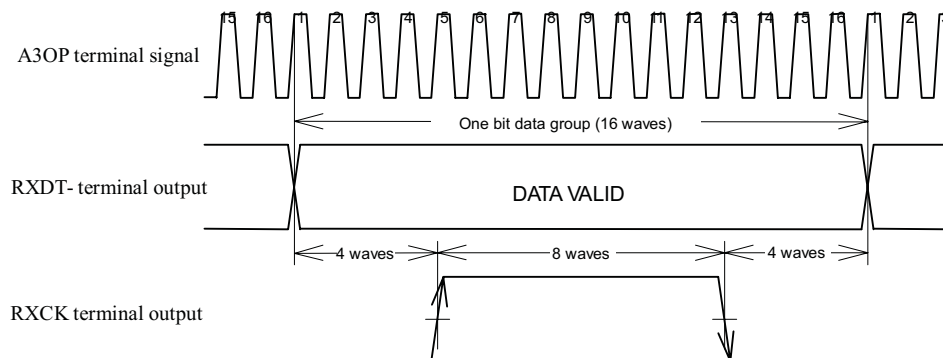 15 16 1 2 3 4 5 6 7 8 9 10 11 12 13 14 15 16 1 2
A3OP terminal signal
One bit data group (16 waves)
RXDT- terminal output
DATA VALID
4 waves 8 waves 4 waves
RXCK terminal output